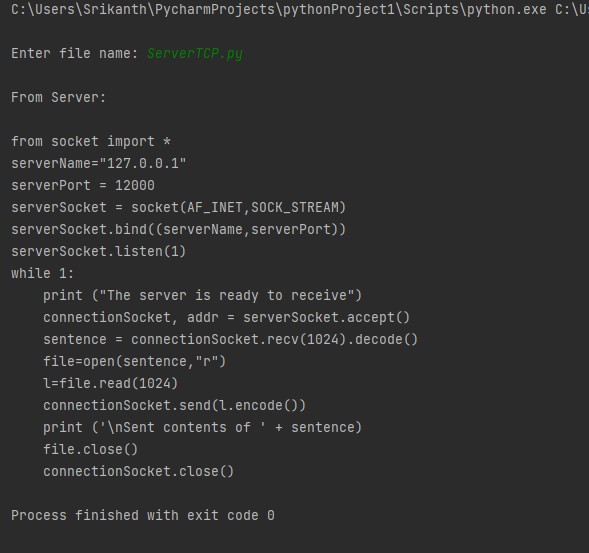 C:\Users\Srikanth\PycharmProjects\pythonProject1\Scripts\python.exe C:\Us
Enter file name: ServerTCP.py
From Server:
from socket import *
serverName="127.0.0.1"
serverPort = 12000
serverSocket = socket(AF_INET,SOCK_STREAM)
serverSocket.bind((serverName,serverPort))
serverSocket.listen(1)
while 1:
    print ("The server is ready to receive")
    connectionSocket, addr = serverSocket.accept()
    sentence = connectionSocket.recv(1024).decode()
    file=open(sentence,"r")
    l=file.read(1024)
    connectionSocket.send(l.encode())
    print ('\nSent contents of ' + sentence)
    file.close()
    connectionSocket.close()
Process finished with exit code 0